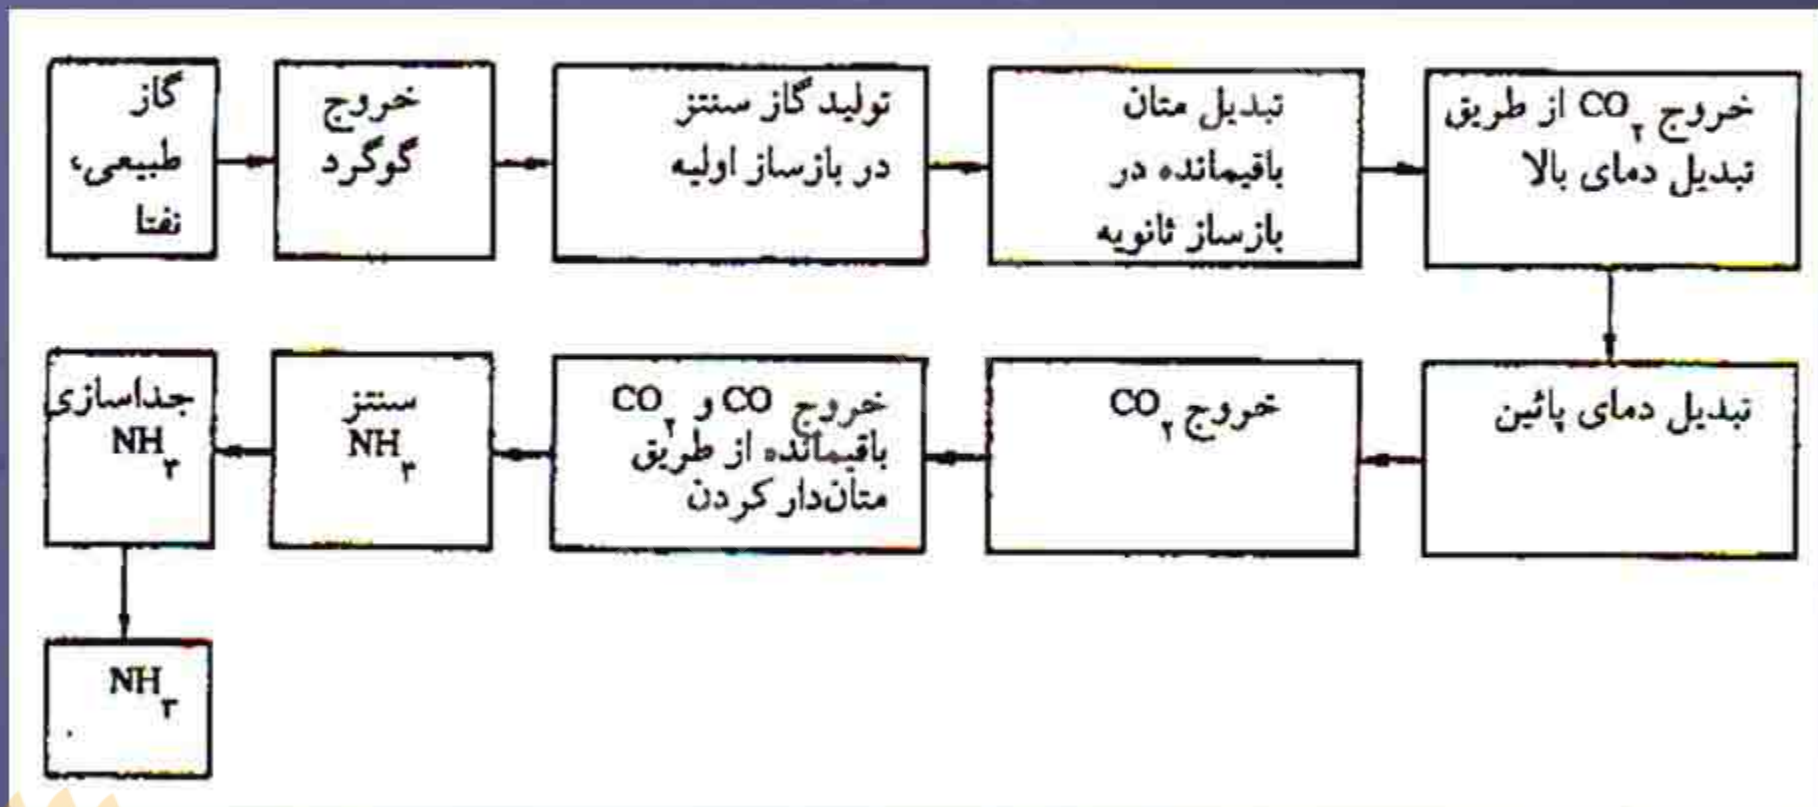 گاز
طبیعی،
نفتا
خروج
گوگرد
تولید گاز سنتز
در بازساز اولیه
تبدیل متان
باقیمانده در
بازساز ثانویه
خروج CO۲ از طریق
تبدیل دمای بالا
تبدیل دمای پائین
خروج CO۲
خروج CO و CO۲
باقیمانده از طریق
متان‌دار کردن
سنتز
NH۳
جداسازی
NH۳
NH۳